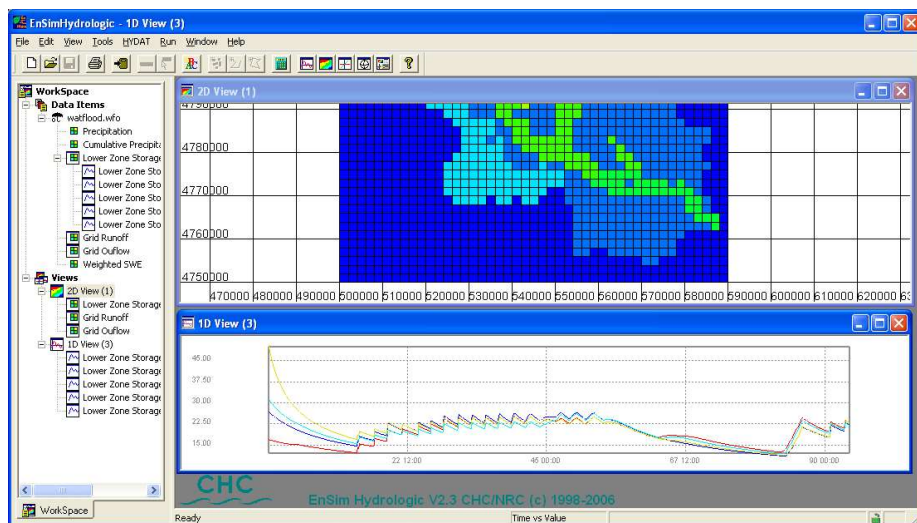 EnSimHydrologic - 1D View (3)
File Edit View Tools HYDAT Run Window Help
WorkSpace
Data Items
watflood.wfo
Precipitation
Cumulative Precipita
Lower Zone Storage
Lower Zone Sto
Lower Zone Sto
Lower Zone Sto
Lower Zone Sto
Lower Zone Sto
Grid Runoff
Grid Ouflow
Weighted SWE
Views
2D View (1)
Lower Zone Storage
Grid Runoff
Grid Ouflow
1D View (3)
Lower Zone Storage
Lower Zone Storage
Lower Zone Storage
Lower Zone Storage
Lower Zone Storage
WorkSpace
2D View (1)
4790000
4780000
4770000
4760000
4750000
470000 480000 490000 500000 510000 520000 530000 540000 550000 560000 570000 580000 590000 600000 610000 620000
1D View (3)
45.00
37.50
30.00
22.50
15.00
22 12:00 45 00:00 67 12:00 90 00:00
CHC
EnSim Hydrologic V2.3 CHC/NRC (c) 1998-2006
Ready Time vs Value